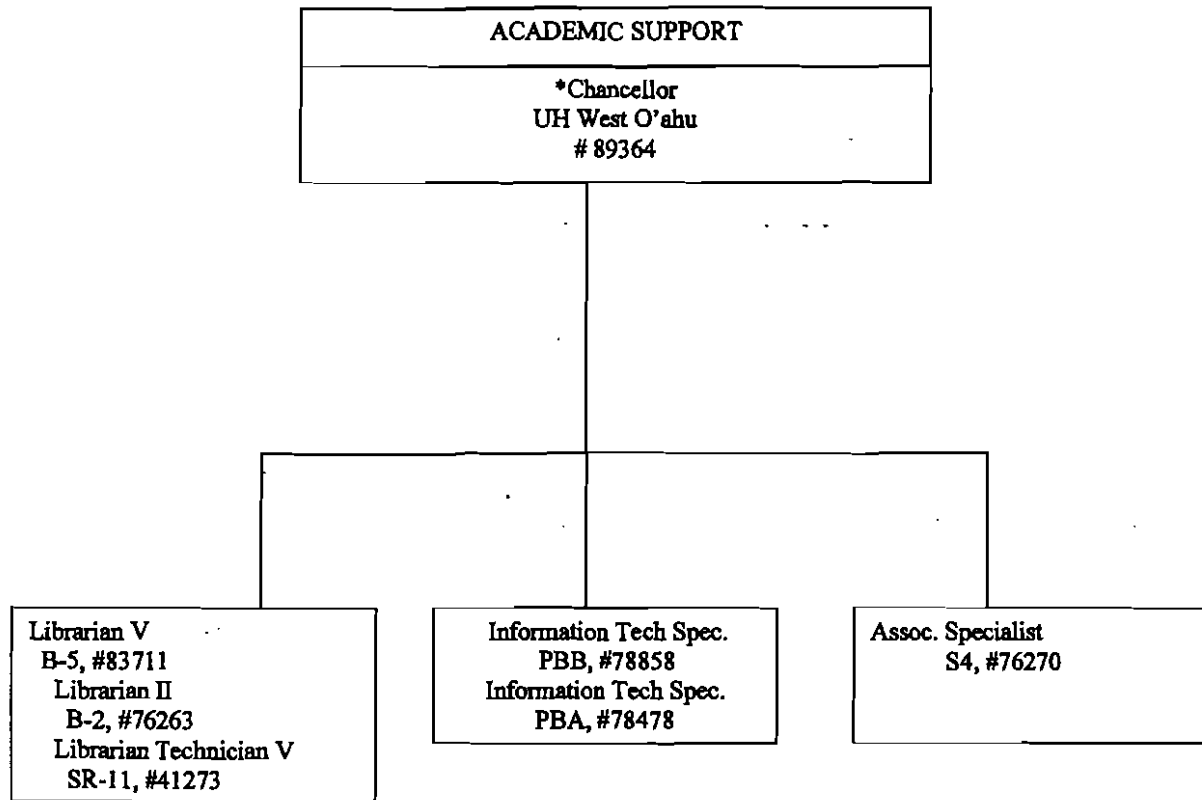 ACADEMIC SUPPORT
*Chancellor
UH West O'ahu
# 89364
Librarian V
B-5, #83711
Librarian II
B-2, #76263
Librarian Technician V
SR-11, #41273
Information Tech Spec.
PBB, #78858
Information Tech Spec.
PBA, #78478
Assoc. Specialist
S4, #76270